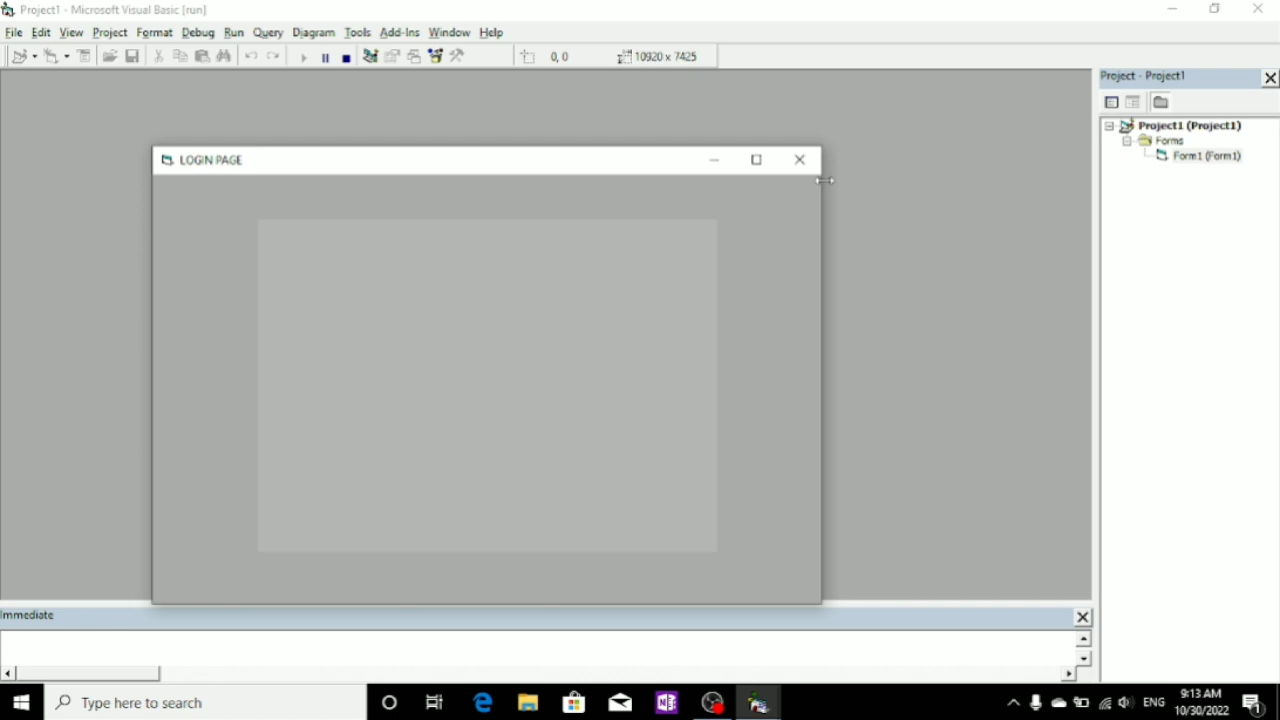 Project1 - Microsoft Visual Basic [run]
File Edit View Project Format Debug Run Query Diagram Tools Add-Ins Window Help
0, 0 10920 x 7425
Project - Project1
Project1 (Project1)
Forms
Form1 (Form1)
LOGIN PAGE
Immediate
Type here to search
ENG
9:13 AM
10/30/2022
1